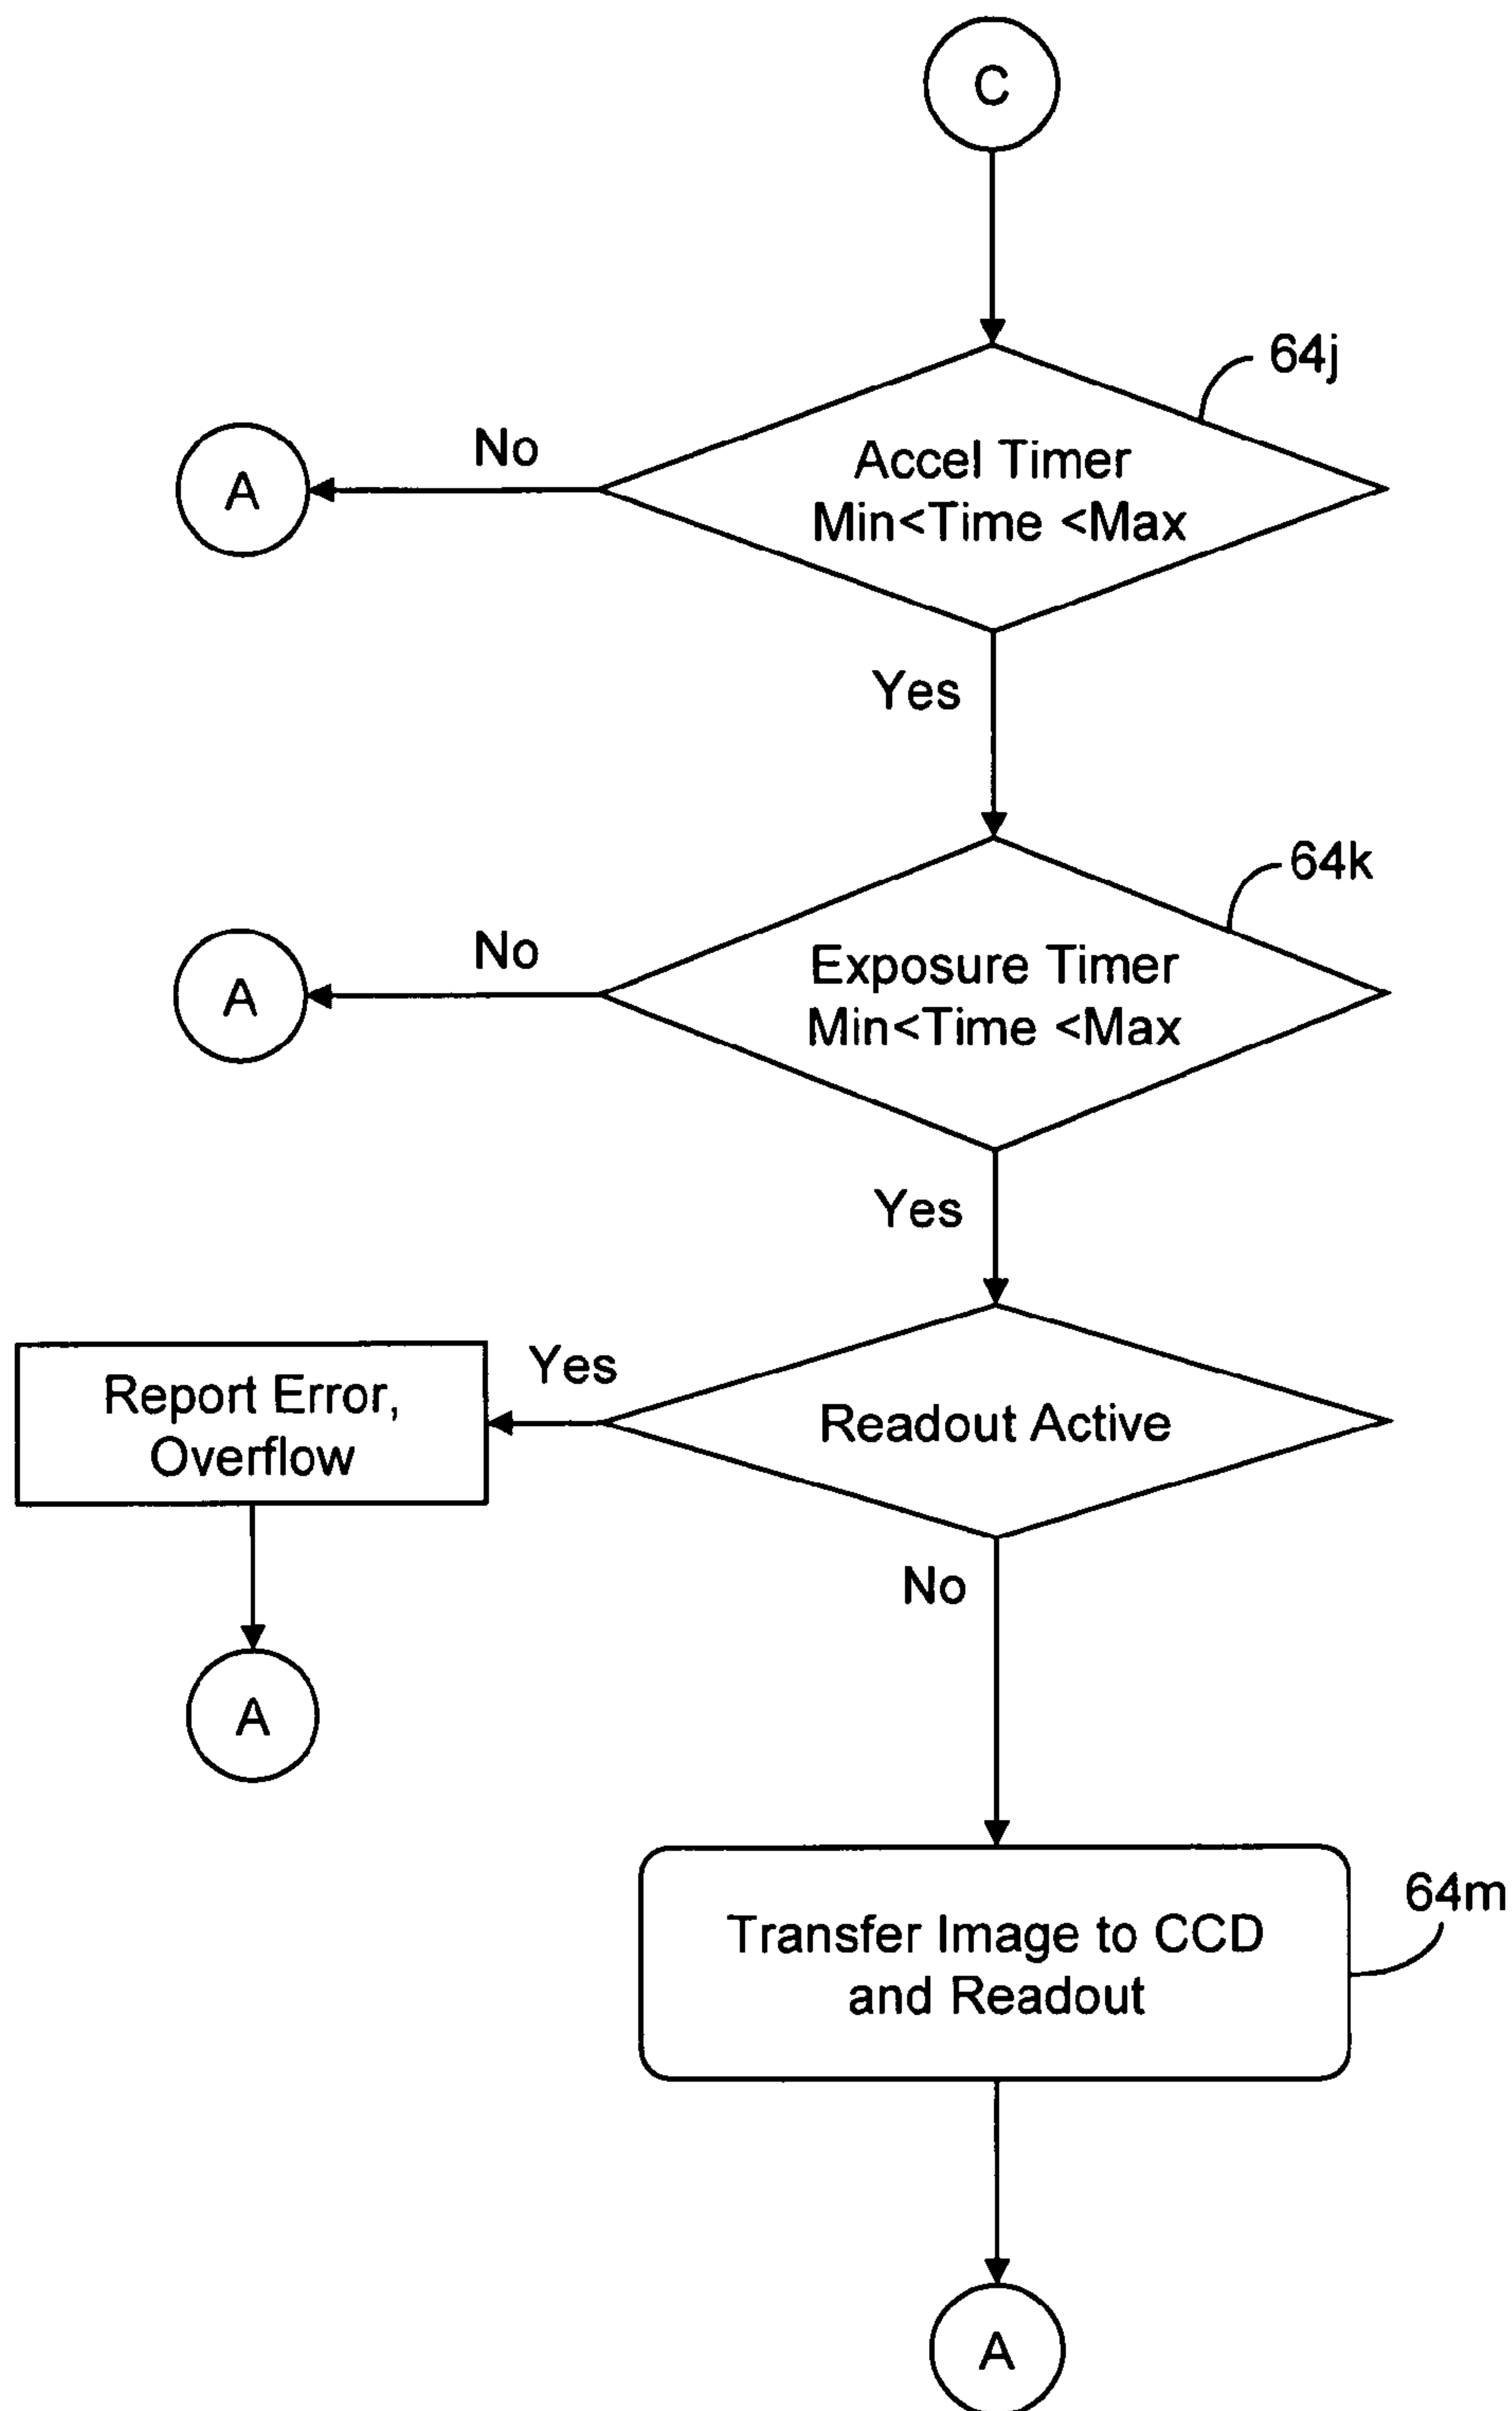 C
64j
No
A
Accel Timer
Min<Time <Max
Yes
64k
No
A
Exposure Timer
Min<Time <Max
Yes
Yes
Report Error,
Overflow
Readout Active
No
A
64m
Transfer Image to CCD
and Readout
A